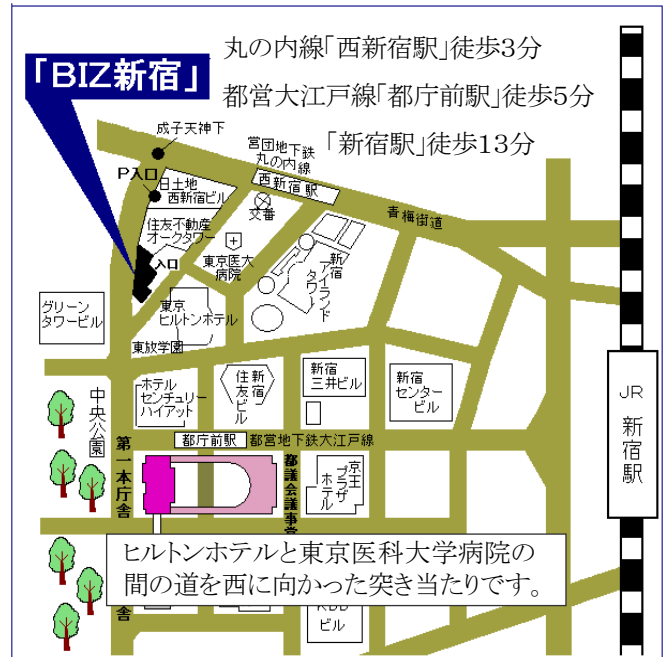 丸の内線「西新宿駅」徒歩3分
「BIZ新宿」
都営大江戸線「都庁前駅」徒歩5分
「新宿駅」徒歩13分
成子天神下
営団地下鉄
丸の内線
西新宿駅
P入口
日土地
西新宿ビル
交番
青梅街道
住友不動産
オークタワー
入口
東京医大
病院
新宿
アイランド
タワー
グリーン
タワービル
東京
ヒルトンホテル
東放学園
ホテル
センチュリー
ハイアット
新宿
住友ビル
新宿
三井ビル
新宿
センター
ビル
JR
新宿駅
中央公園
都庁前駅
都営地下鉄大江戸線
第一本庁舎
都議会議事堂
京王
プラザ
ホテル
ヒルトンホテルと東京医科大学病院の
間の道を西に向かった突き当たりです。
舎
ビル